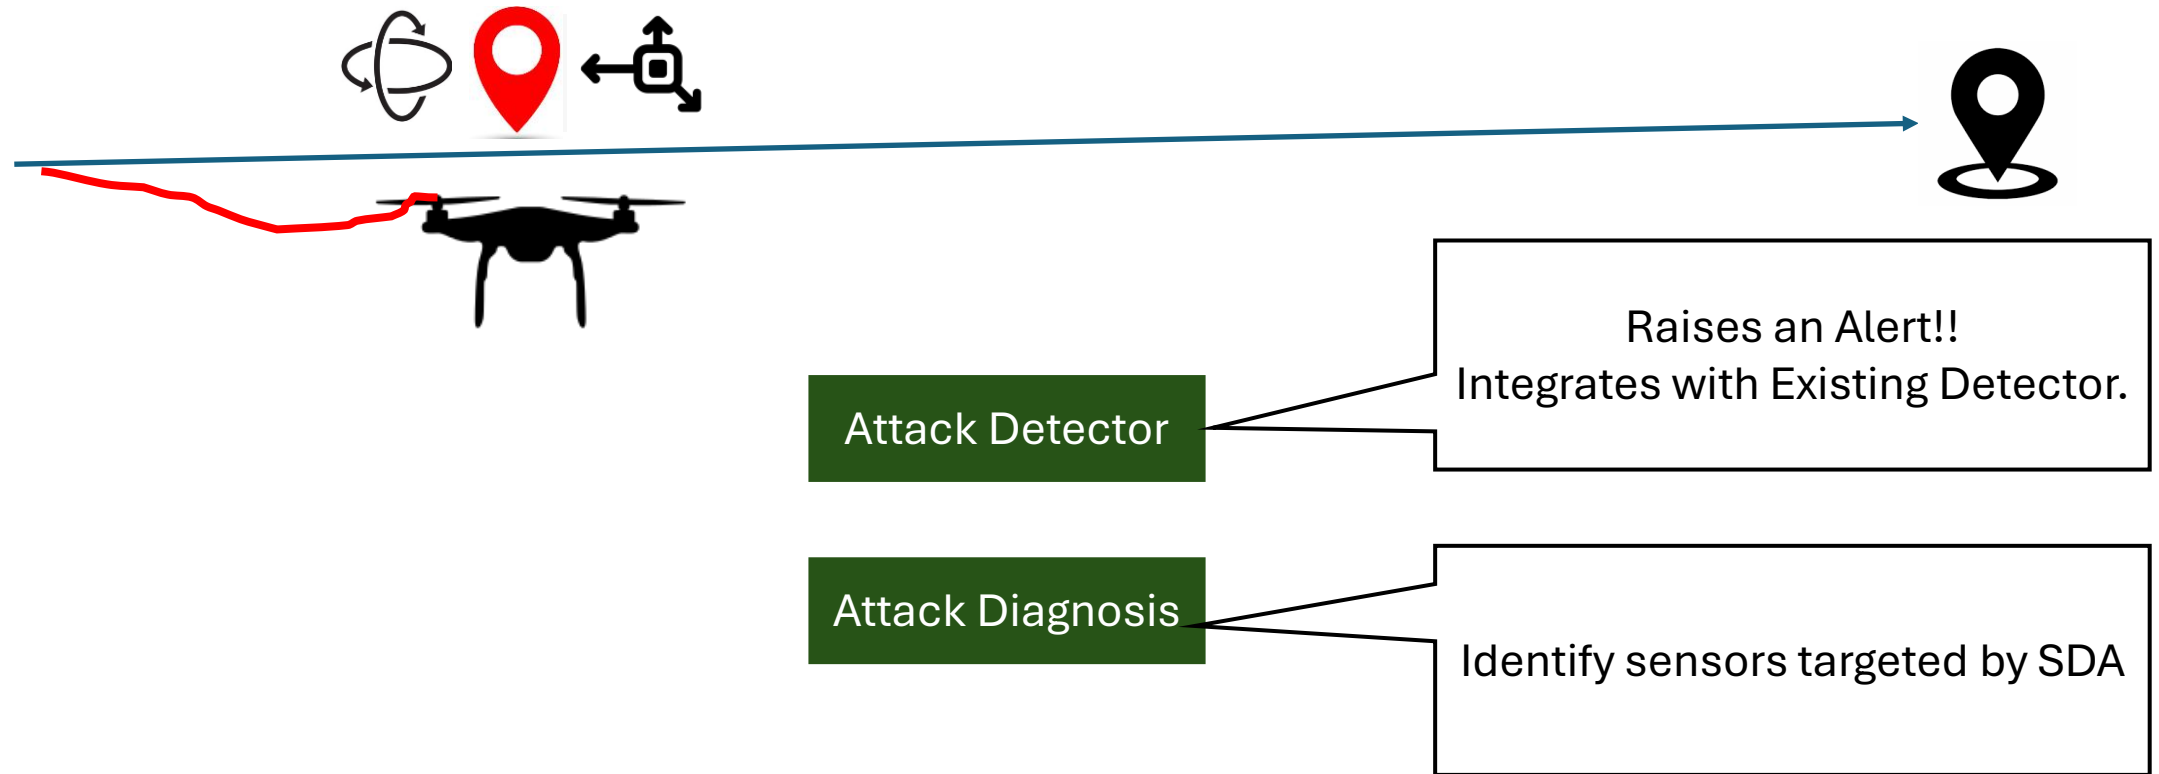 Raises an Alert!!
Integrates with Existing Detector.
Attack Detector
Attack Diagnosis
Identify sensors targeted by SDA